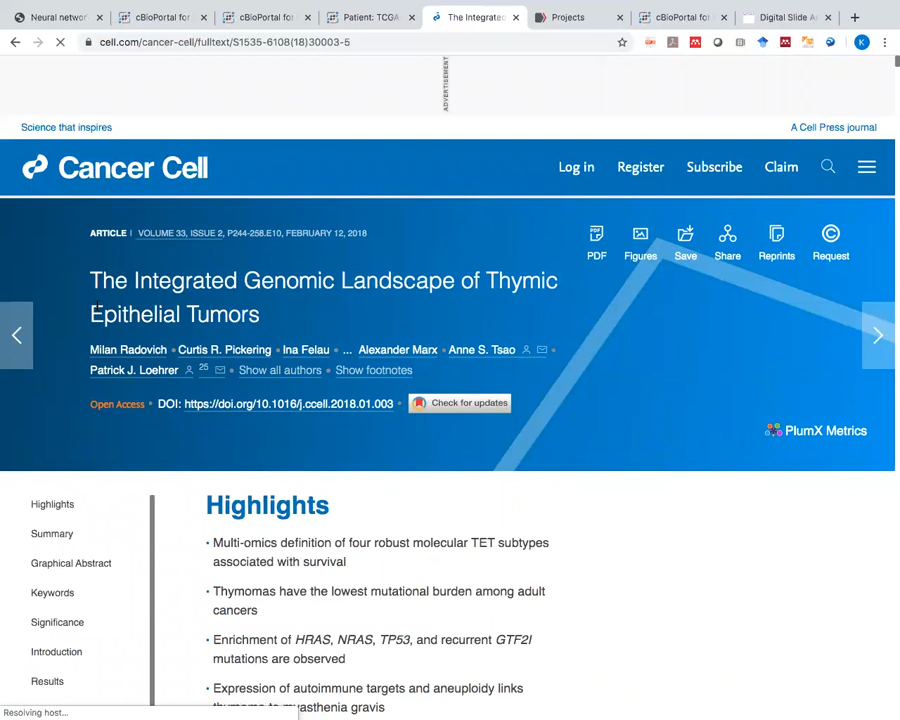 Neural netwo
cBioPortal for
cBioPortal for
Patient: TCGA
The Integrated
Projects
cBioPortal for
Digital Slide A
cell.com/cancer-cell/fulltext/S1535-6108(18)30003-5
K
ADVERTISEMENT
Science that inspires
A Cell Press journal
Cancer Cell
Log in
Register
Subscribe
Claim
ARTICLE | VOLUME 33, ISSUE 2, P244-258.E10, FEBRUARY 12, 2018
PDF
Figures
Save
Share
Reprints
Request
The Integrated Genomic Landscape of Thymic
Epithelial Tumors
Milan Radovich • Curtis R. Pickering • Ina Felau • ... Alexander Marx • Anne S. Tsao •
Patrick J. Loehrer 25 • Show all authors • Show footnotes
Open Access • DOI: https://doi.org/10.1016/j.ccell.2018.01.003 • Check for updates
PlumX Metrics
Highlights
Summary
Graphical Abstract
Keywords
Significance
Introduction
Results
Highlights
• Multi-omics definition of four robust molecular TET subtypes
associated with survival
• Thymomas have the lowest mutational burden among adult
cancers
• Enrichment of HRAS, NRAS, TP53, and recurrent GTF2I
mutations are observed
• Expression of autoimmune targets and aneuploidy links
thymoma to myasthenia gravis
Resolving host...